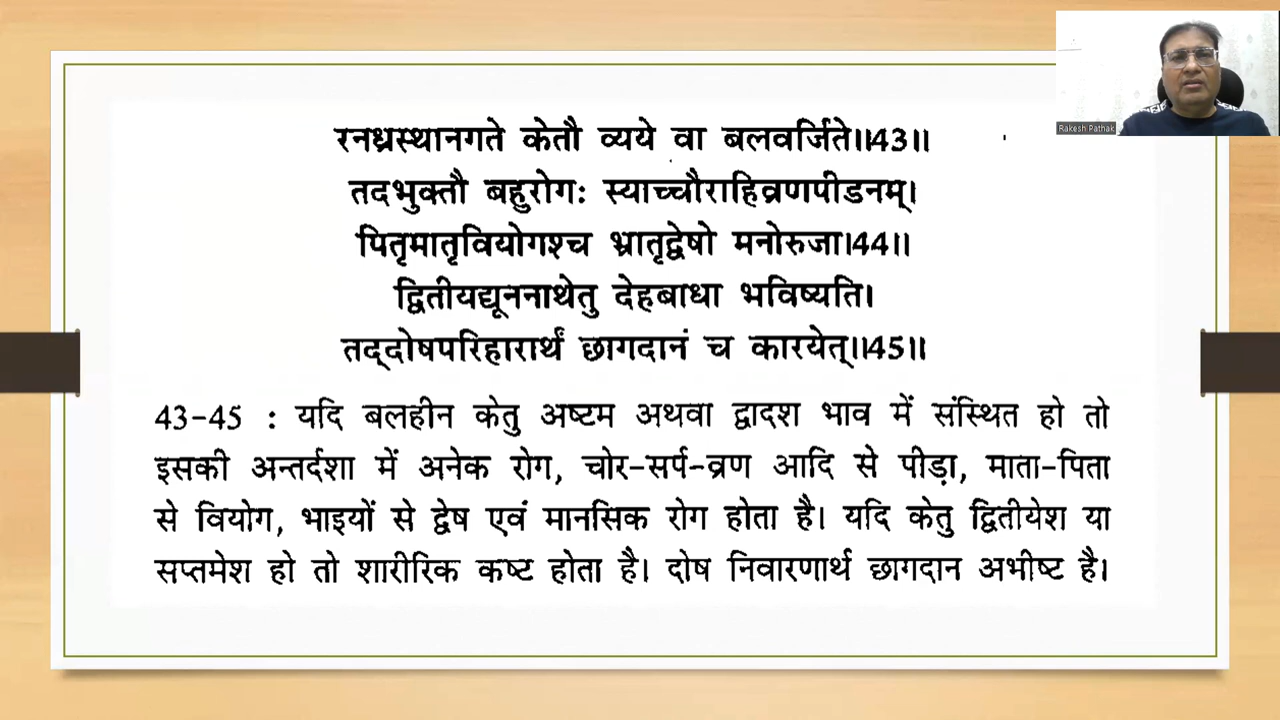 रनध्रस्थानगते केतौ व्यये वा बलवर्जिते॥43॥
तदभुक्तौ बहुरोगः स्याच्चौराहिव्रणपीडनम्।
पितृमातृवियोगश्च भ्रातृद्वेषो मनोरुजा।44॥
द्वितीयद्यूननाथेतु देहबाधा भविष्यति।
तद्दोषपरिहारार्थं छागदानं च कारयेत्॥45॥
43-45 : यदि बलहीन केतु अष्टम अथवा द्वादश भाव में संस्थित हो तो
इसकी अन्तर्दशा में अनेक रोग, चोर-सर्प-व्रण आदि से पीड़ा, माता-पिता
से वियोग, भाइयों से द्वेष एवं मानसिक रोग होता है। यदि केतु द्वितीयेश या
सप्तमेश हो तो शारीरिक कष्ट होता है। दोष निवारणार्थ छागदान अभीष्ट है।
Rakesh Pathak